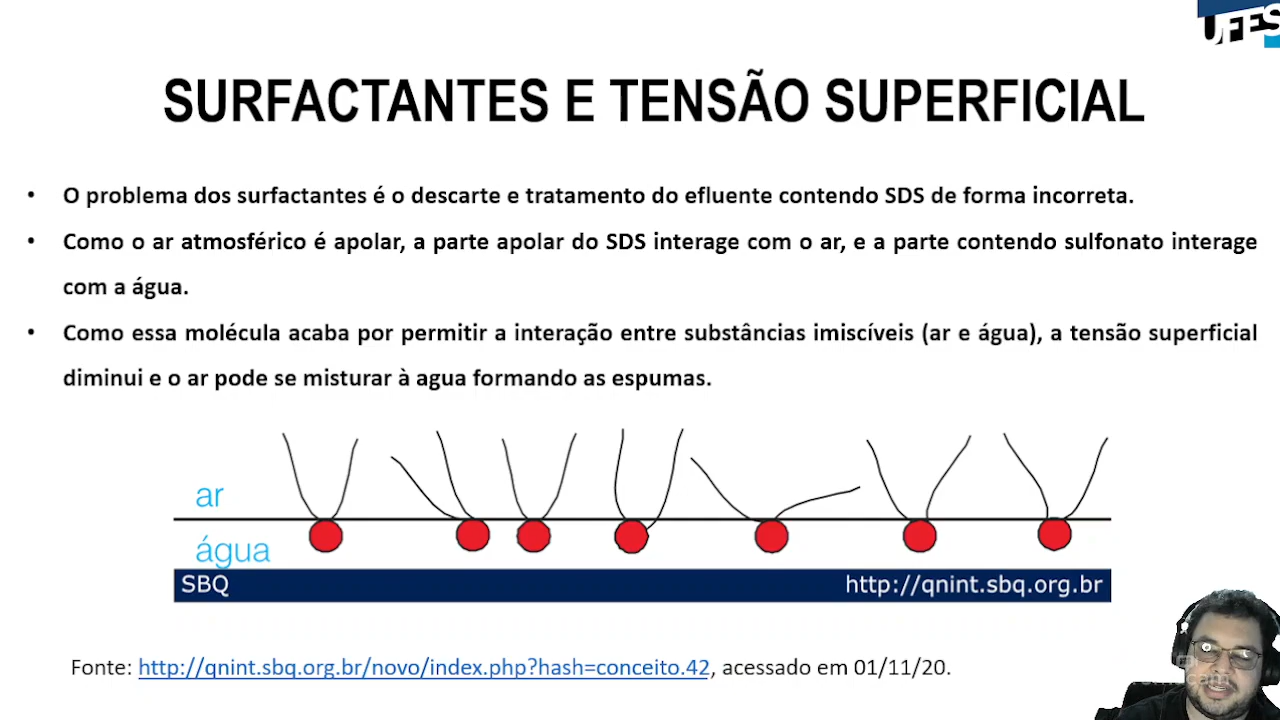 UFES
SURFACTANTES E TENSÃO SUPERFICIAL
• O problema dos surfactantes é o descarte e tratamento do efluente contendo SDS de forma incorreta.
• Como o ar atmosférico é apolar, a parte apolar do SDS interage com o ar, e a parte contendo sulfonato interage
com a água.
• Como essa molécula acaba por permitir a interação entre substâncias imiscíveis (ar e água), a tensão superficial
diminui e o ar pode se misturar à agua formando as espumas.
ar
água
SBQ http://qnint.sbq.org.br
Fonte: http://qnint.sbq.org.br/novo/index.php?hash=conceito.42, acessado em 01/11/20.